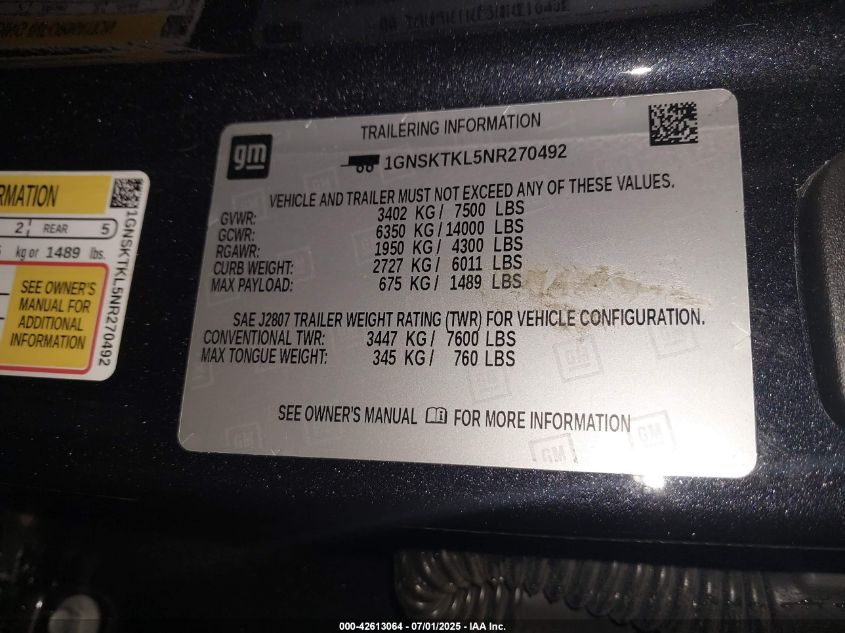 RMATION
2 REAR 5
kg or 1489 lbs.
SEE OWNER'S
MANUAL FOR
ADDITIONAL
INFORMATION
1GNSKTKL5NR270492
gm
TRAILERING INFORMATION
1GNSKTKL5NR270492
VEHICLE AND TRAILER MUST NOT EXCEED ANY OF THESE VALUES.
GVWR: 3402 KG / 7500 LBS
GCWR: 6350 KG / 14000 LBS
RGAWR: 1950 KG / 4300 LBS
CURB WEIGHT: 2727 KG / 6011 LBS
MAX PAYLOAD: 675 KG / 1489 LBS
SAE J2807 TRAILER WEIGHT RATING (TWR) FOR VEHICLE CONFIGURATION.
CONVENTIONAL TWR: 3447 KG / 7600 LBS
MAX TONGUE WEIGHT: 345 KG / 760 LBS
SEE OWNER'S MANUAL FOR MORE INFORMATION
GM GM
000-42613064 / 07/01/2025 - IAA Inc.